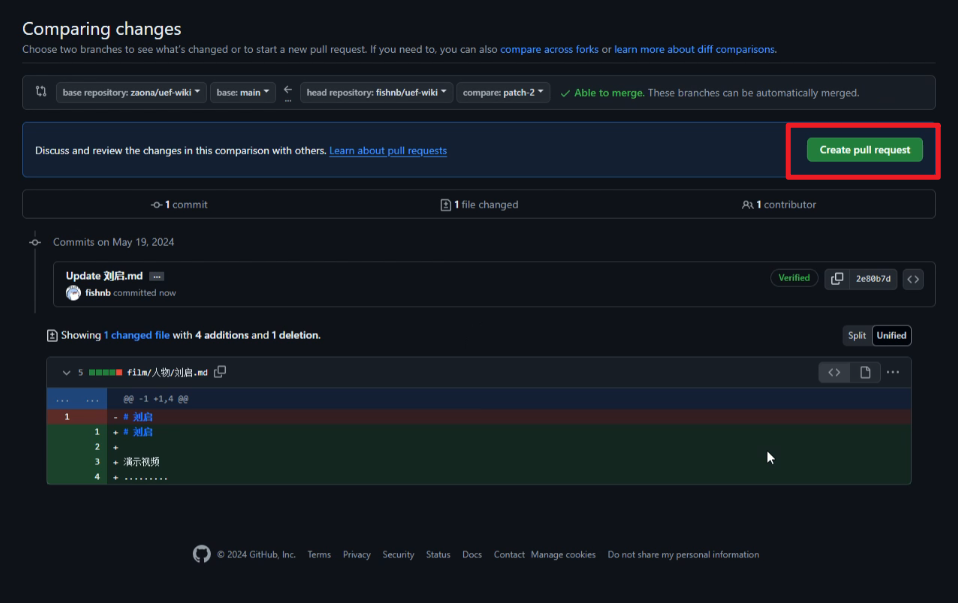 Comparing changes
Choose two branches to see what's changed or to start a new pull request. If you need to, you can also compare across forks or learn more about diff comparisons.
base repository: zaona/uef-wiki base: main ← ... head repository: fishnb/uef-wiki compare: patch-2 ✓ Able to merge. These branches can be automatically merged.
Discuss and review the changes in this comparison with others. Learn about pull requests Create pull request
1 commit 1 file changed 1 contributor
Commits on May 19, 2024
Update 刘启.md ...
Verified 2e80b7d <>
fishnb committed now
Showing 1 changed file with 4 additions and 1 deletion.
Split Unified
5 film/人物/刘启.md <> ...
... ... @@ -1 +1,4 @@
1 - # 刘启
1 + # 刘启
2 +
3 + 演示视频
4 + .........
© 2024 GitHub, Inc. Terms Privacy Security Status Docs Contact Manage cookies Do not share my personal information